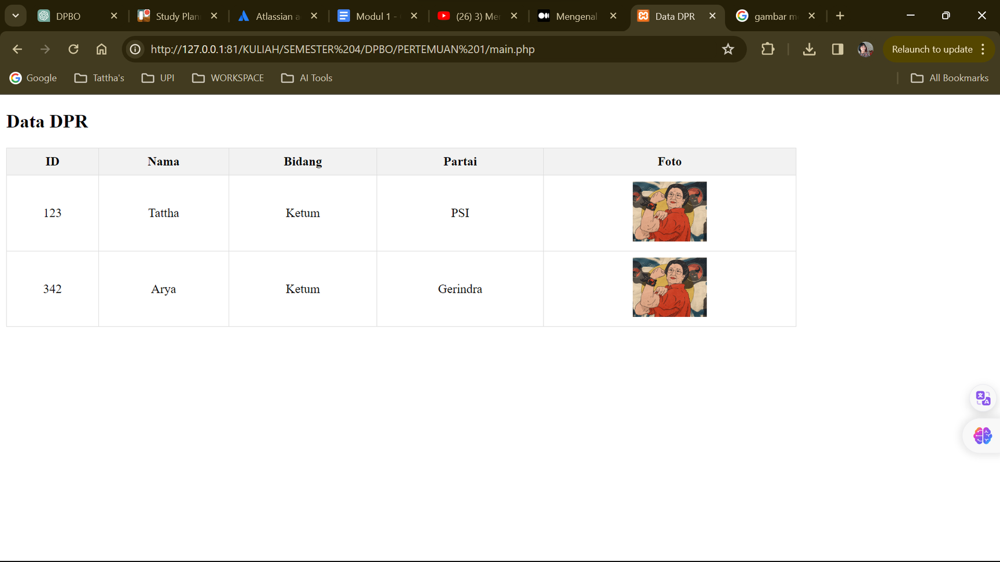 DPBO
Study Plan
Atlassian a
Modul 1 -
(26) 3) Me
Mengenal
Data DPR
gambar m
http://127.0.0.1:81/KULIAH/SEMESTER%204/DPBO/PERTEMUAN%201/main.php
Relaunch to update
Google
Tattha's
UPI
WORKSPACE
AI Tools
All Bookmarks
Data DPR
ID Nama Bidang Partai Foto
123 Tattha Ketum PSI
342 Arya Ketum Gerindra